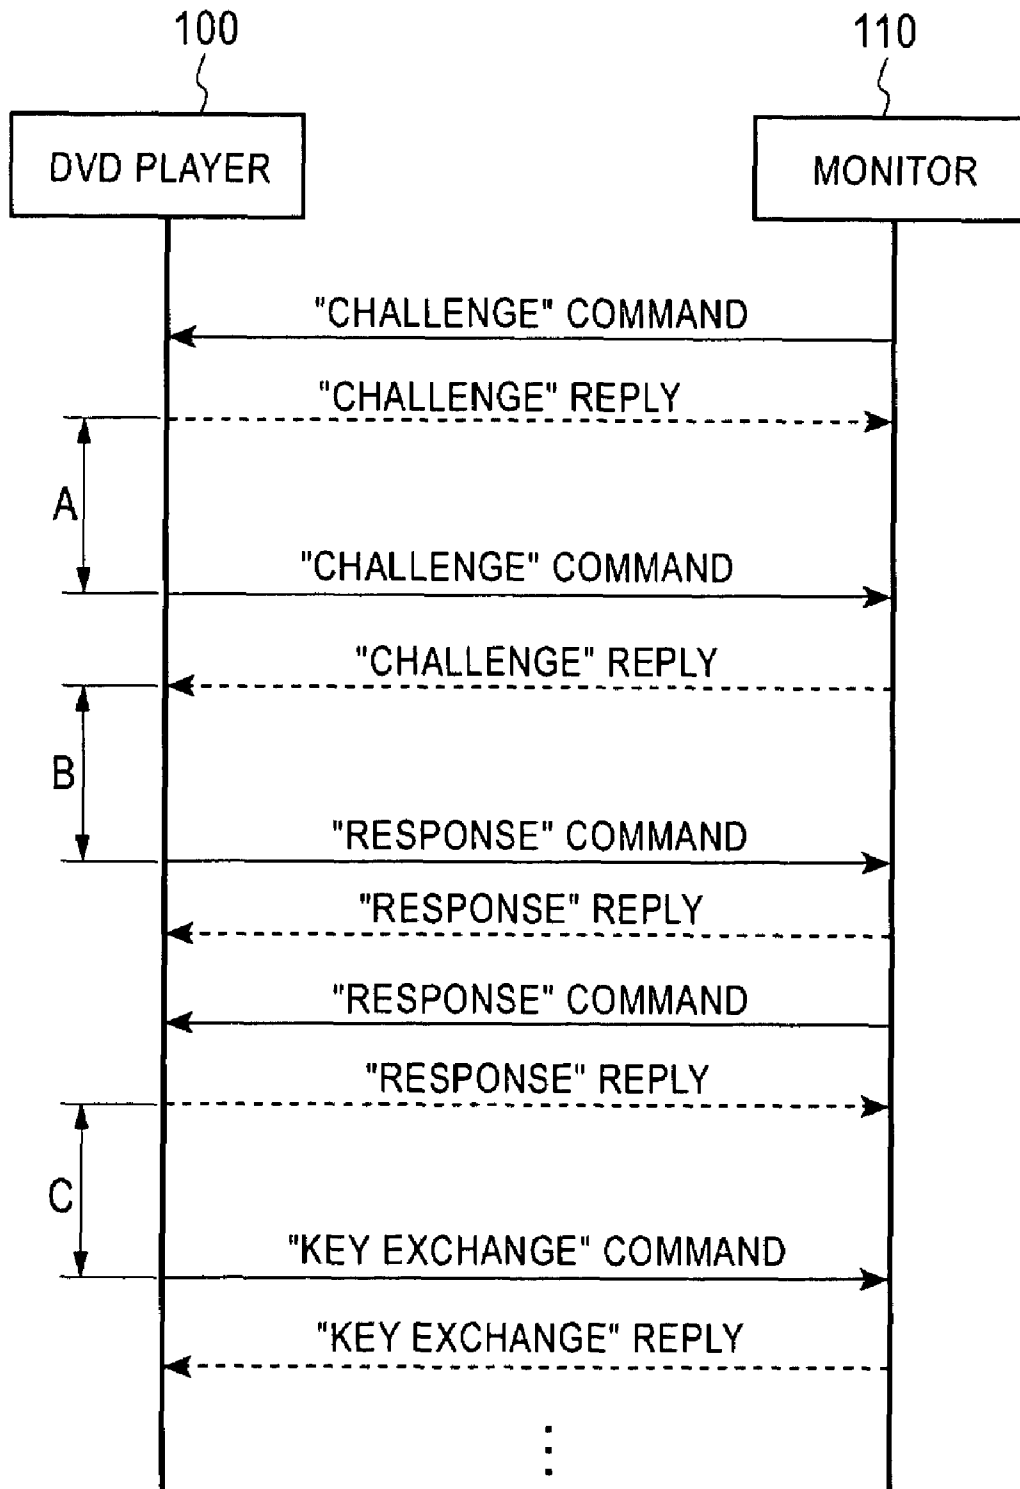 100
110
DVD PLAYER
MONITOR
"CHALLENGE" COMMAND
"CHALLENGE" REPLY
A
"CHALLENGE" COMMAND
"CHALLENGE" REPLY
B
"RESPONSE" COMMAND
"RESPONSE" REPLY
"RESPONSE" COMMAND
"RESPONSE" REPLY
C
"KEY EXCHANGE" COMMAND
"KEY EXCHANGE" REPLY